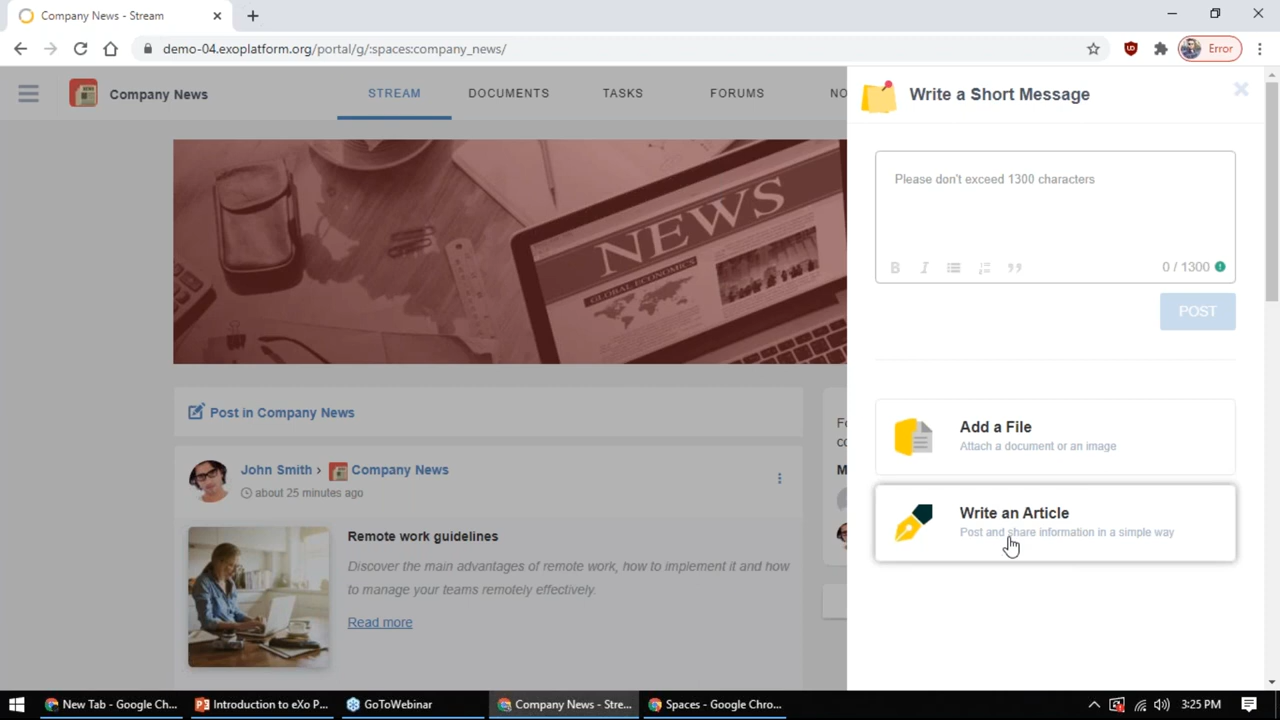 Company News - Stream
demo-04.exoplatform.org/portal/g/:spaces:company_news/
Error
Company News
STREAM
DOCUMENTS
TASKS
FORUMS
NO
Write a Short Message
Please don't exceed 1300 characters
B I
0 / 1300
POST
NEWS
GLOBAL ECONOMICS
Post in Company News
John Smith › Company News
about 25 minutes ago
Remote work guidelines
Discover the main advantages of remote work, how to implement it and how
to manage your teams remotely effectively.
Read more
Add a File
Attach a document or an image
Write an Article
Post and share information in a simple way
New Tab - Google Ch...
Introduction to eXo P...
GoToWebinar
Company News - Stre...
Spaces - Google Chro...
3:25 PM